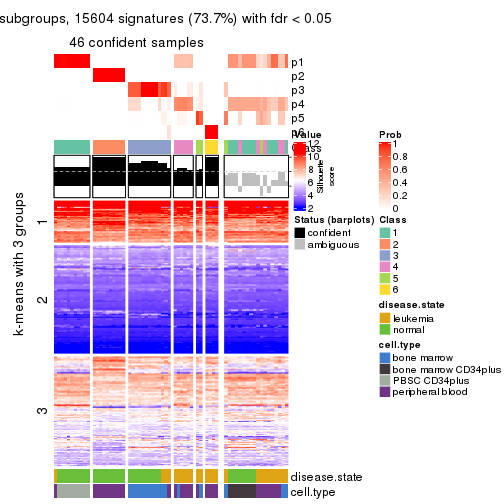 subgroups, 15604 signatures (73.7%) with fdr < 0.05
46 confident samples
p1
p2
p3
p4
p5
p6
Value
12
10
8
6
4
2
Silhouette
score
Status (barplots)
confident
ambiguous
Prob
1
0.8
0.6
0.4
0.2
0
Class
1
2
3
4
5
6
disease.state
leukemia
normal
cell.type
bone marrow
bone marrow CD34plus
PBSC CD34plus
peripheral blood
k-means with 3 groups
1
2
3
disease.state
cell.type